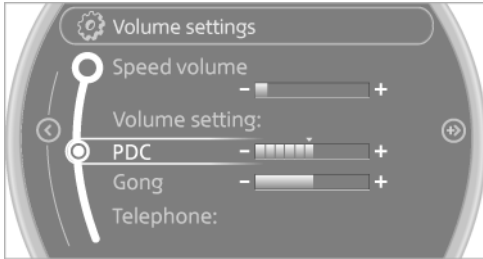 Volume settings
Speed volume
- +
Volume setting:
PDC - +
Gong - +
Telephone: